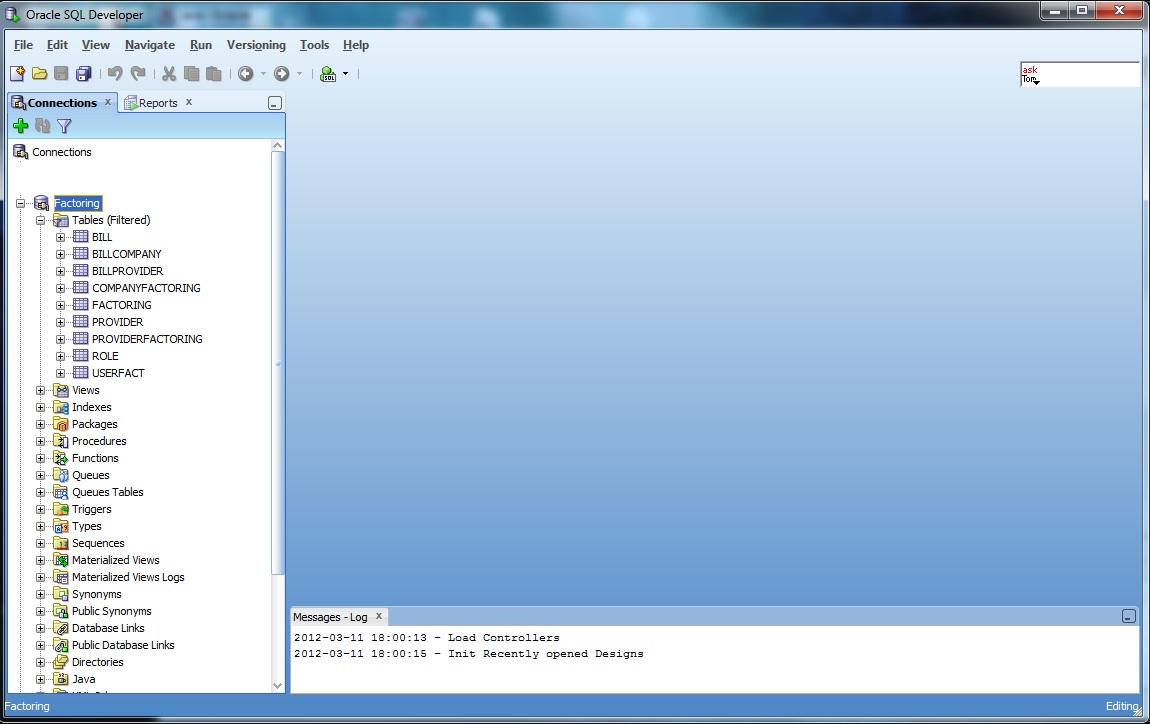 Oracle SQL Developer
File Edit View Navigate Run Versioning Tools Help
SQL
ask
Tom
Connections x Reports x
Connections
Factoring
Tables (Filtered)
BILL
BILLCOMPANY
BILLPROVIDER
COMPANYFACTORING
FACTORING
PROVIDER
PROVIDERFACTORING
ROLE
USERFACT
Views
Indexes
Packages
Procedures
Functions
Queues
Queues Tables
Triggers
Types
Sequences
Materialized Views
Materialized Views Logs
Synonyms
Public Synonyms
Database Links
Public Database Links
Directories
Java
Messages - Log x
2012-03-11 18:00:13 - Load Controllers
2012-03-11 18:00:15 - Init Recently opened Designs
Factoring Editing